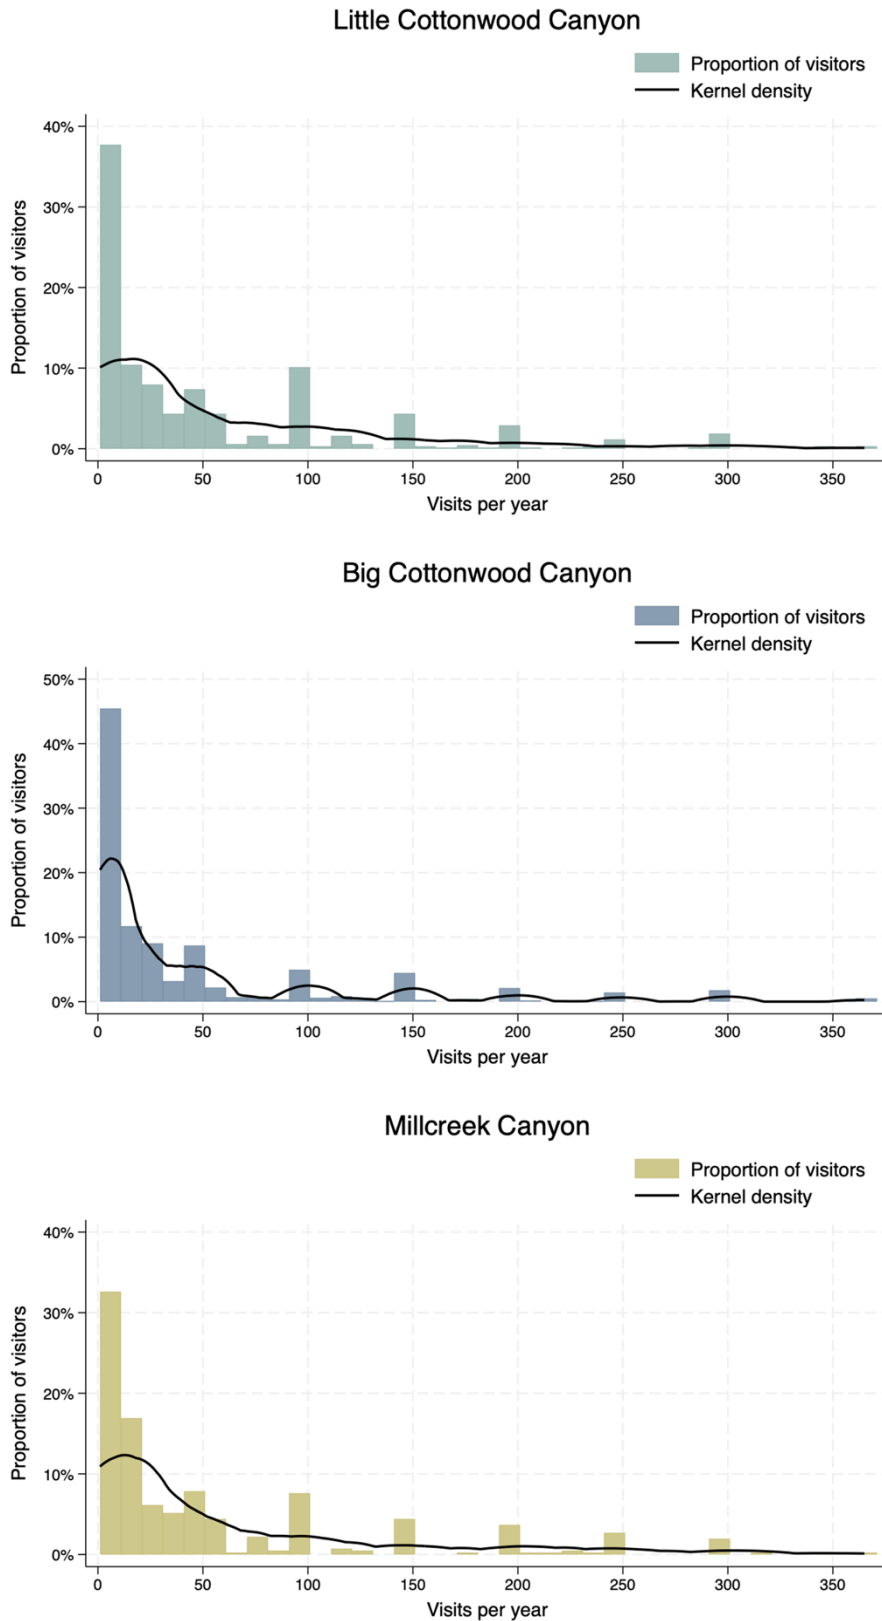 Little Cottonwood Canyon
Proportion of visitors
Kernel density
Proportion of visitors
40%
30%
20%
10%
0%
0 50 100 150 200 250 300 350
Visits per year
Big Cottonwood Canyon
Proportion of visitors
Kernel density
Proportion of visitors
50%
40%
30%
20%
10%
0%
0 50 100 150 200 250 300 350
Visits per year
Millcreek Canyon
Proportion of visitors
Kernel density
Proportion of visitors
40%
30%
20%
10%
0%
0 50 100 150 200 250 300 350
Visits per year